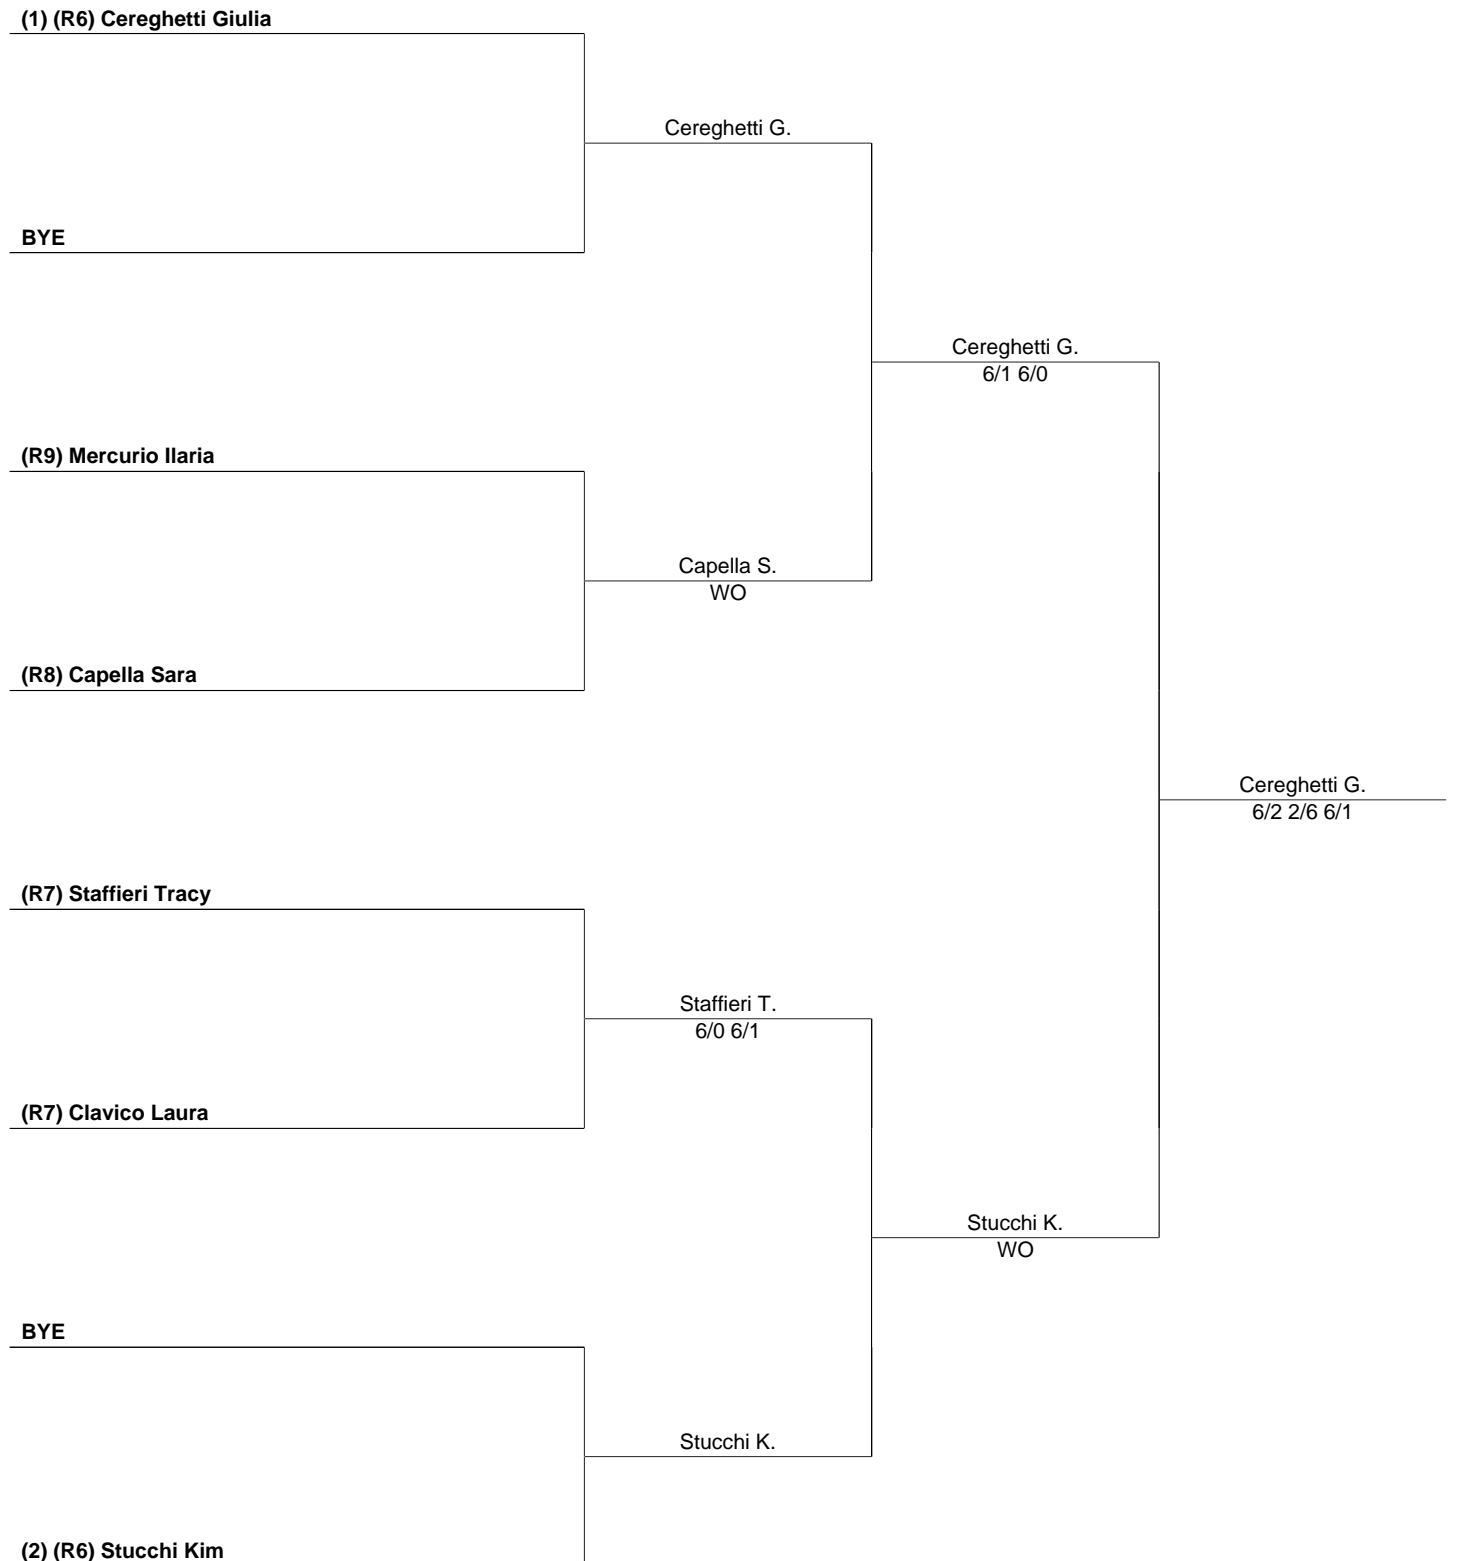 (1) (R6) Cereghetti Giulia
Cereghetti G.
BYE
Cereghetti G.
6/1 6/0
(R9) Mercurio Ilaria
Capella S.
WO
(R8) Capella Sara
Cereghetti G.
6/2 2/6 6/1
(R7) Staffieri Tracy
Staffieri T.
6/0 6/1
(R7) Clavico Laura
Stucchi K.
WO
BYE
Stucchi K.
(2) (R6) Stucchi Kim